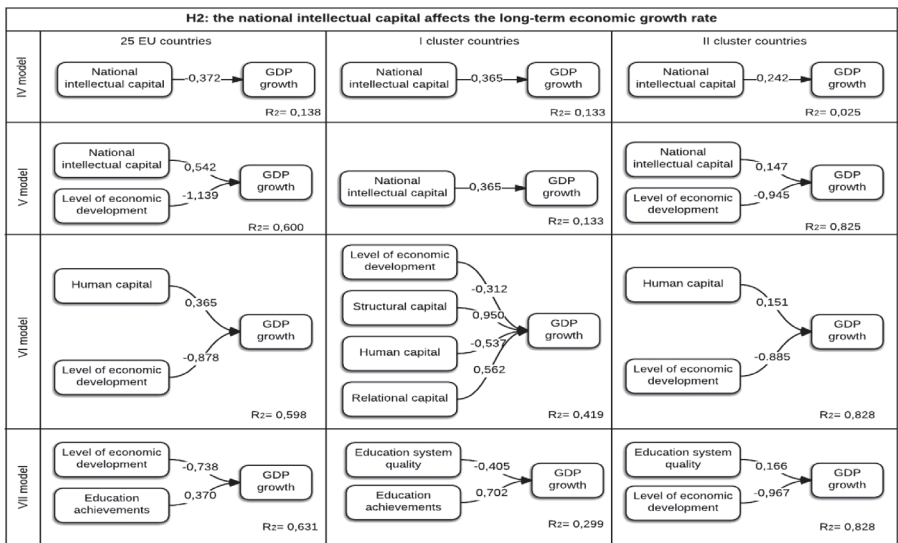 H2: the national intellectual capital affects the long-term economic growth rate
25 EU countries
I cluster countries
II cluster countries
IV model
National
intellectual capital
-0,372
GDP
growth
R2= 0,138
National
intellectual capital
0,365
GDP
growth
R2= 0,133
National
intellectual capital
-0,242
GDP
growth
R2= 0,025
V model
National
intellectual capital
0,542
Level of economic
development
-1,139
GDP
growth
R2= 0,600
National
intellectual capital
0,365
GDP
growth
R2= 0,133
National
intellectual capital
0,147
Level of economic
development
-0,945
GDP
growth
R2= 0,825
VI model
Human capital
0,365
Level of economic
development
-0,878
GDP
growth
R2= 0,598
Level of economic
development
-0,312
Structural capital
0,950
Human capital
-0,537
Relational capital
0,562
GDP
growth
R2= 0,419
Human capital
0,151
Level of economic
development
-0.885
GDP
growth
R2= 0,828
VII model
Level of economic
development
-0,738
Education
achievements
0,370
GDP
growth
R2= 0,631
Education system
quality
-0,405
Education
achievements
0,702
GDP
growth
R2= 0,299
Education system
quality
0,166
Level of economic
development
-0,967
GDP
growth
R2= 0,828